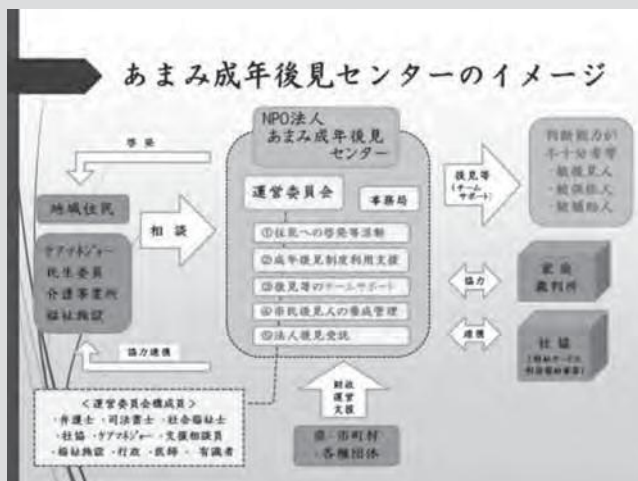 あまみ成年後見センターのイメージ
NPO法人
あまみ成年後見
センター
啓発
地域住民
ケアマネジャー
民生委員
介護事業所
福祉施設
相談
協力連携
運営委員会
事務局
①住民への啓発等活動
②成年後見制度利用支援
③後見等のチームサポート
④市民後見人の養成管理
⑤法人後見受託
後見等
(チーム
サポート)
判断能力が
不十分者等
・被後見人
・被保佐人
・被補助人
協力
家庭
裁判所
連携
社協
＜運営委員会構成員＞
・弁護士・司法書士・社会福祉士
・社協・ケアマネジャー・支援相談員
・福祉施設・行政・医師・有識者
財政
運営
支援
県・市町村
・各種団体